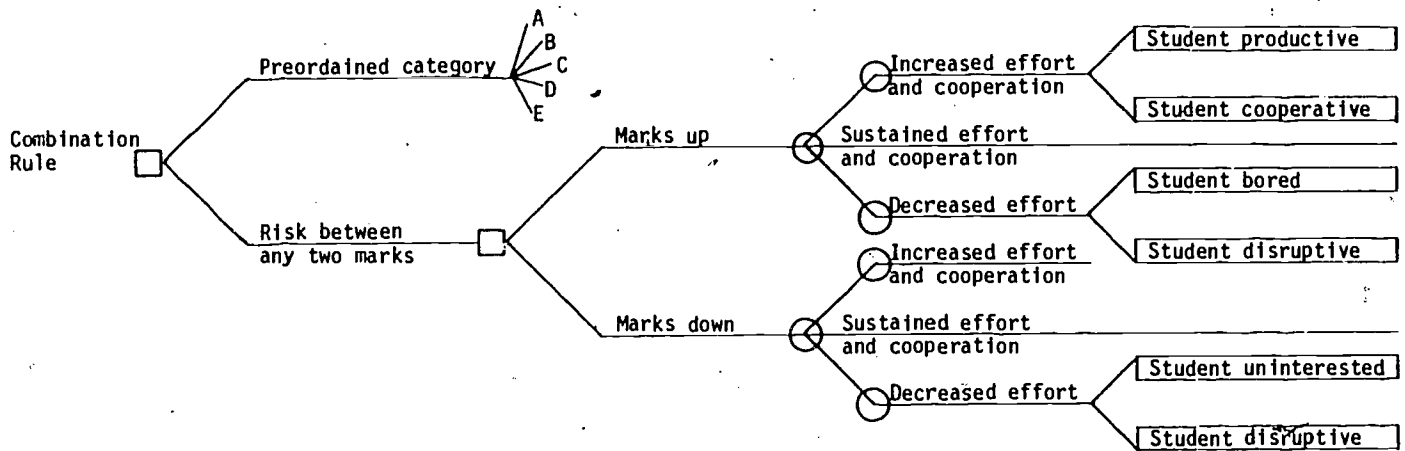 A
B
C
D
E
Preordained category
Combination
Rule
Risk between
any two marks
Marks up
Increased effort
and cooperation
Student productive
Student cooperative
Sustained effort
and cooperation
Decreased effort
Student bored
Student disruptive
Marks down
Increased effort
and cooperation
Sustained effort
and cooperation
Decreased effort
Student uninterested
Student disruptive